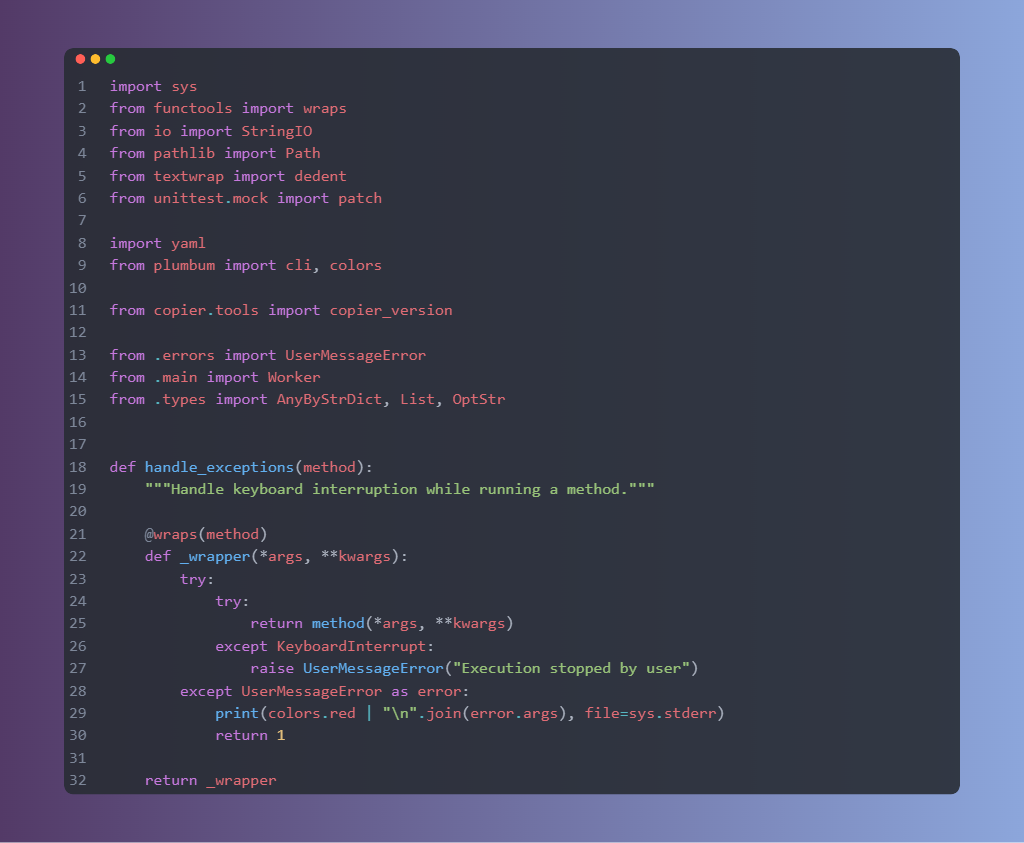 1 import sys
2 from functools import wraps
3 from io import StringIO
4 from pathlib import Path
5 from textwrap import dedent
6 from unittest.mock import patch
7
8 import yaml
9 from plumbum import cli, colors
10
11 from copier.tools import copier_version
12
13 from .errors import UserMessageError
14 from .main import Worker
15 from .types import AnyByStrDict, List, OptStr
16
17
18 def handle_exceptions(method):
19     """Handle keyboard interruption while running a method."""
20
21     @wraps(method)
22     def _wrapper(*args, **kwargs):
23         try:
24             try:
25                 return method(*args, **kwargs)
26             except KeyboardInterrupt:
27                 raise UserMessageError("Execution stopped by user")
28         except UserMessageError as error:
29             print(colors.red | "\n".join(error.args), file=sys.stderr)
30             return 1
31
32     return _wrapper